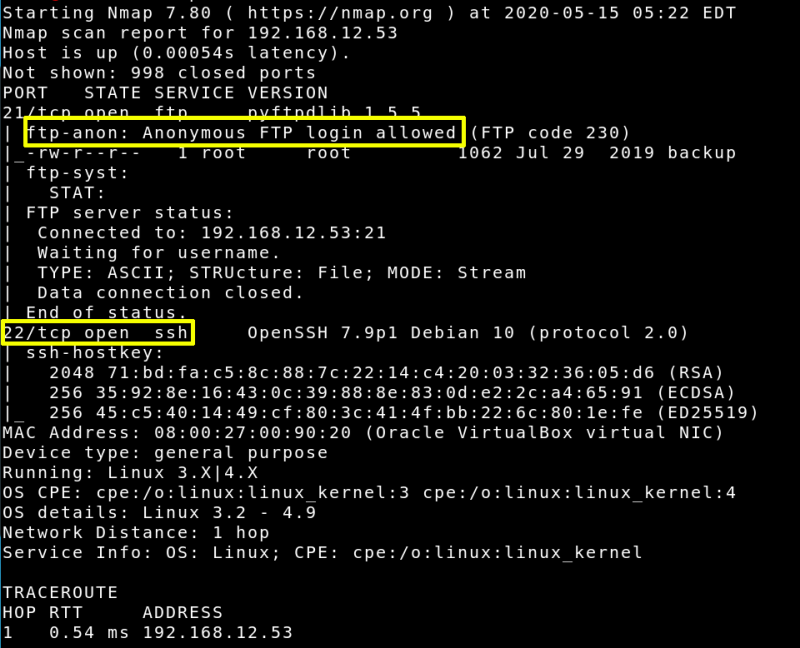 Starting Nmap 7.80 ( https://nmap.org ) at 2020-05-15 05:22 EDT
Nmap scan report for 192.168.12.53
Host is up (0.00054s latency).
Not shown: 998 closed ports
PORT   STATE SERVICE VERSION
21/tcp open  ftp     pyftpdlib 1.5.5
| ftp-anon: Anonymous FTP login allowed (FTP code 230)
|_-rw-r--r--   1 root     root         1062 Jul 29  2019 backup
| ftp-syst:
|   STAT:
| FTP server status:
|  Connected to: 192.168.12.53:21
|  Waiting for username.
|  TYPE: ASCII; STRUcture: File; MODE: Stream
|  Data connection closed.
| End of status.
22/tcp open  ssh     OpenSSH 7.9p1 Debian 10 (protocol 2.0)
| ssh-hostkey:
|   2048 71:bd:fa:c5:8c:88:7c:22:14:c4:20:03:32:36:05:d6 (RSA)
|   256 35:92:8e:16:43:0c:39:88:8e:83:0d:e2:2c:a4:65:91 (ECDSA)
|_  256 45:c5:40:14:49:cf:80:3c:41:4f:bb:22:6c:80:1e:fe (ED25519)
MAC Address: 08:00:27:00:90:20 (Oracle VirtualBox virtual NIC)
Device type: general purpose
Running: Linux 3.X|4.X
OS CPE: cpe:/o:linux:linux_kernel:3 cpe:/o:linux:linux_kernel:4
OS details: Linux 3.2 - 4.9
Network Distance: 1 hop
Service Info: OS: Linux; CPE: cpe:/o:linux:linux_kernel
TRACEROUTE
HOP RTT     ADDRESS
1   0.54 ms 192.168.12.53